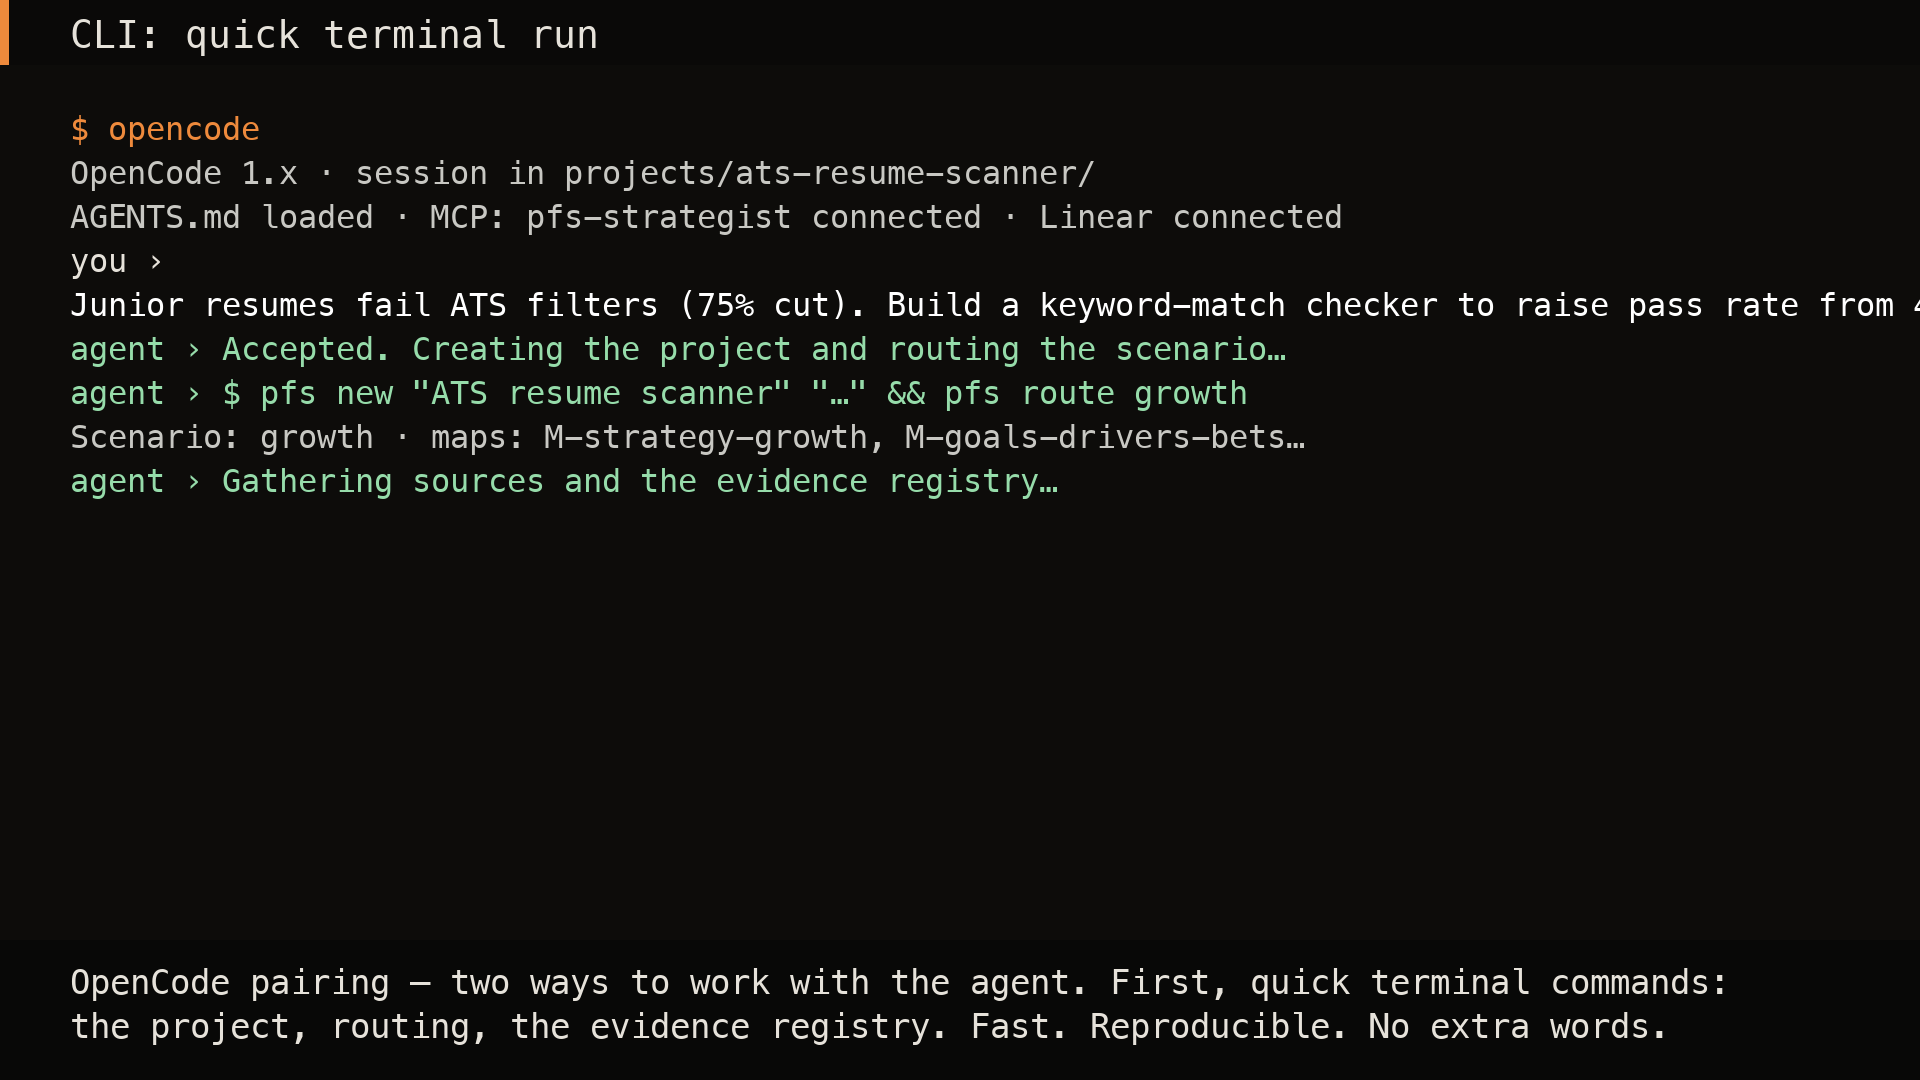 CLI: quick terminal run
$ opencode
OpenCode 1.x · session in projects/ats-resume-scanner/
AGENTS.md loaded · MCP: pfs-strategist connected · Linear connected
you ›
Junior resumes fail ATS filters (75% cut). Build a keyword-match checker to raise pass rate from
agent › Accepted. Creating the project and routing the scenario…
agent › $ pfs new "ATS resume scanner" "…" && pfs route growth
Scenario: growth · maps: M-strategy-growth, M-goals-drivers-bets…
agent › Gathering sources and the evidence registry…
OpenCode pairing — two ways to work with the agent. First, quick terminal commands:
the project, routing, the evidence registry. Fast. Reproducible. No extra words.